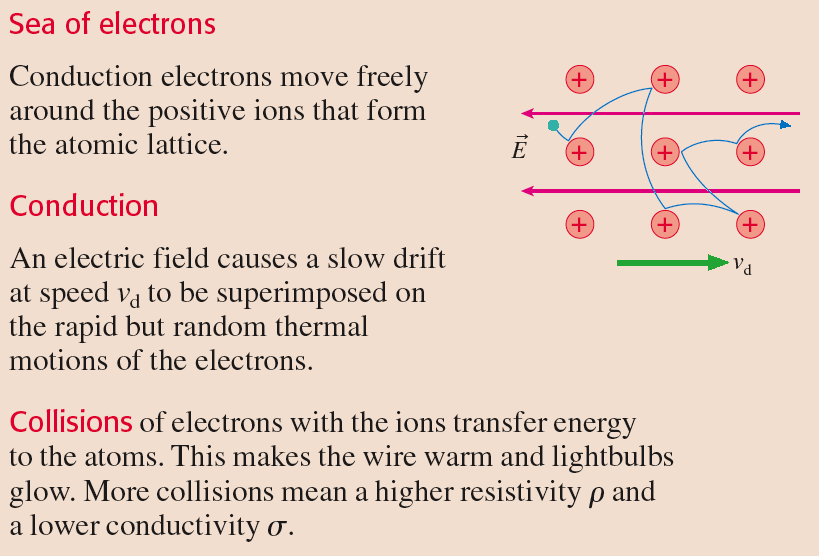 Sea of electrons
Conduction electrons move freely
around the positive ions that form
the atomic lattice.
Conduction
An electric field causes a slow drift
at speed v_d to be superimposed on
the rapid but random thermal
motions of the electrons.
Collisions of electrons with the ions transfer energy
to the atoms. This makes the wire warm and lightbulbs
glow. More collisions mean a higher resistivity ρ and
a lower conductivity σ.
+ + +
E⃗
+ + +
+ + +
v_d